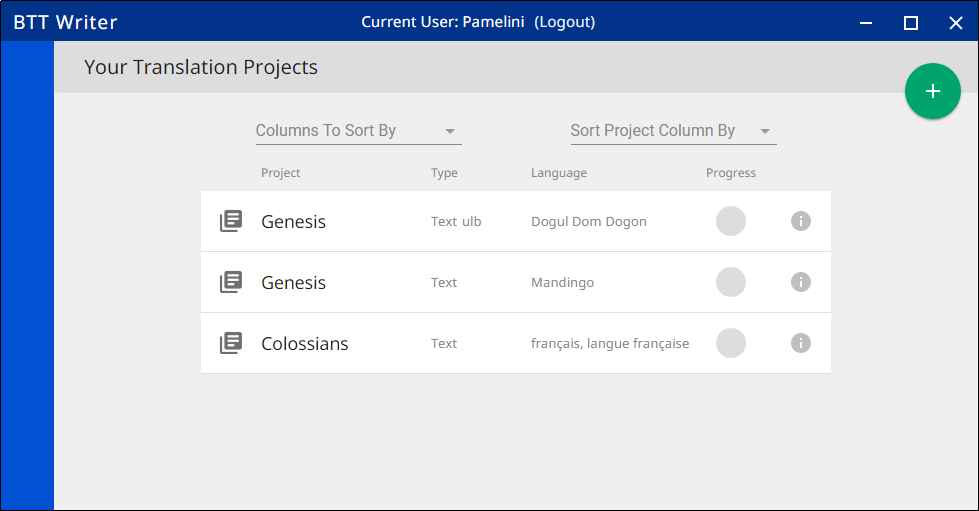 BTT Writer Current User: Pamelini (Logout)
Your Translation Projects
Columns To Sort By Sort Project Column By
Project Type Language Progress
Genesis Text ulb Dogul Dom Dogon
Genesis Text Mandingo
Colossians Text français, langue française